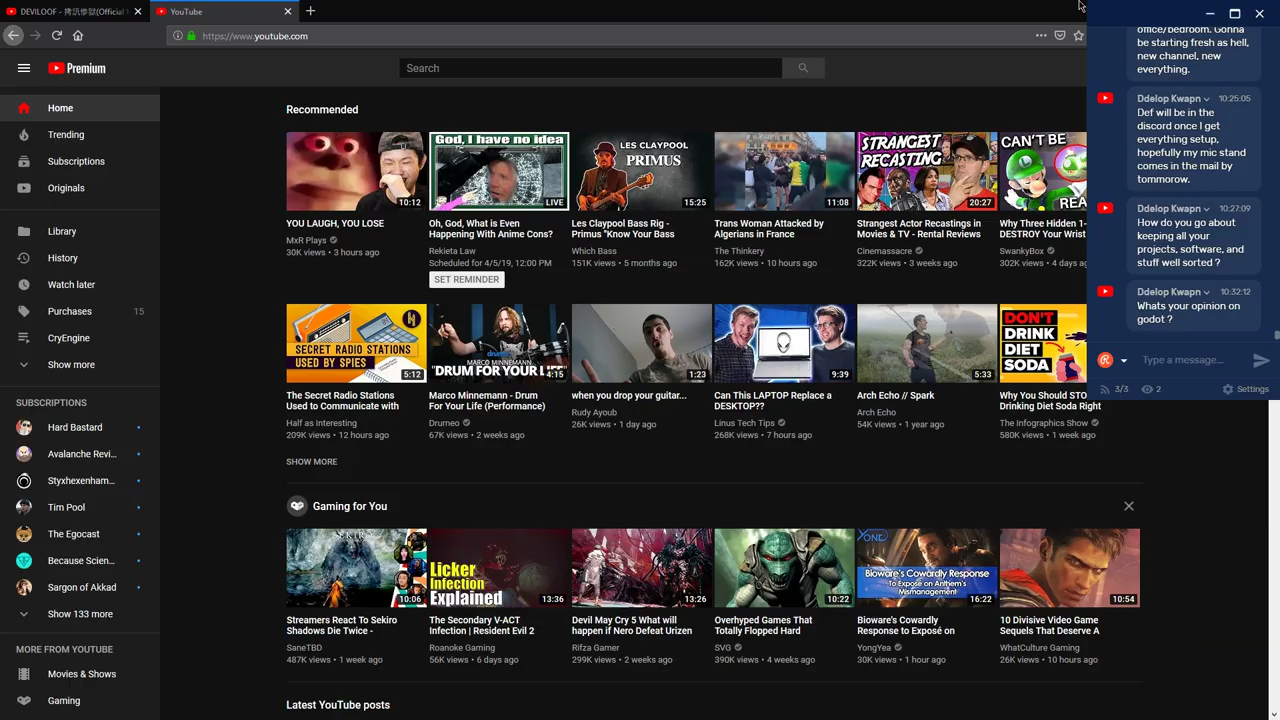 DEVILOOF - 拷訊惨獄(Official
YouTube
https://www.youtube.com
Premium
Search
Home
Trending
Subscriptions
Originals
Library
History
Watch later
Purchases 15
CryEngine
Show more
SUBSCRIPTIONS
Hard Bastard
Avalanche Revi...
Styxhexenham...
Tim Pool
The Egocast
Because Scien...
Sargon of Akkad
Show 133 more
MORE FROM YOUTUBE
Movies & Shows
Gaming
Recommended
10:12
YOU LAUGH, YOU LOSE
MxR Plays
30K views • 3 hours ago
God, I have no idea
LIVE
Oh, God, What is Even
Happening With Anime Cons?
Rekieta Law
Scheduled for 4/5/19, 12:00 PM
SET REMINDER
LES CLAYPOOL
PRIMUS
15:25
Les Claypool Bass Rig -
Primus "Know Your Bass
Which Bass
151K views • 5 months ago
11:08
Trans Woman Attacked by
Algerians in France
The Thinkery
162K views • 10 hours ago
STRANGEST
RECASTING
20:27
Strangest Actor Recastings in
Movies & TV - Rental Reviews
Cinemassacre
322K views • 3 weeks ago
CAN'T BE
REA
Why Three Hidden 1-
DESTROY Your Wrist
SwankyBox
302K views • 4 days ag
SECRET RADIO STATIONS
USED BY SPIES
5:12
The Secret Radio Stations
Used to Communicate with
Half as Interesting
209K views • 12 hours ago
drumeo
MARCO MINNEMANN
"DRUM FOR YOUR LIFE"
4:15
Marco Minnemann - Drum
For Your Life (Performance)
Drumeo
67K views • 2 weeks ago
1:23
when you drop your guitar...
Rudy Ayoub
26K views • 1 day ago
9:39
Can This LAPTOP Replace a
DESKTOP??
Linus Tech Tips
268K views • 7 hours ago
5:33
Arch Echo // Spark
Arch Echo
54K views • 1 year ago
DON'T
DRINK
DIET
SODA
Why You Should STO
Drinking Diet Soda Right
The Infographics Show
580K views • 1 week ago
SHOW MORE
Gaming for You
SEKIRO
10:06
Streamers React To Sekiro
Shadows Die Twice -
SaneTBD
487K views • 1 week ago
Licker
Infection
Explained
13:36
The Secondary V-ACT
Infection | Resident Evil 2
Roanoke Gaming
56K views • 6 days ago
13:26
Devil May Cry 5 What will
happen if Nero Defeat Urizen
Rifza Gamer
299K views • 2 weeks ago
10:22
Overhyped Games That
Totally Flopped Hard
SVG
390K views • 4 weeks ago
XONE
Bioware's Cowardly Response
To Exposé on Anthem's
Mismanagement
16:22
Bioware's Cowardly
Response to Exposé on
YongYea
30K views • 1 hour ago
10:54
10 Divisive Video Game
Sequels That Deserve A
WhatCulture Gaming
26K views • 10 hours ago
Latest YouTube posts
office/bedroom. Gonna
be starting fresh as hell,
new channel, new
everything.
Ddelop Kwapn 10:25:05
Def will be in the
discord once I get
everything setup,
hopefully my mic stand
comes in the mail by
tommorow.
Ddelop Kwapn 10:27:09
How do you go about
keeping all your
projects, software, and
stuff well sorted ?
Ddelop Kwapn 10:32:12
Whats your opinion on
godot ?
Type a message...
3/3 2 Settings